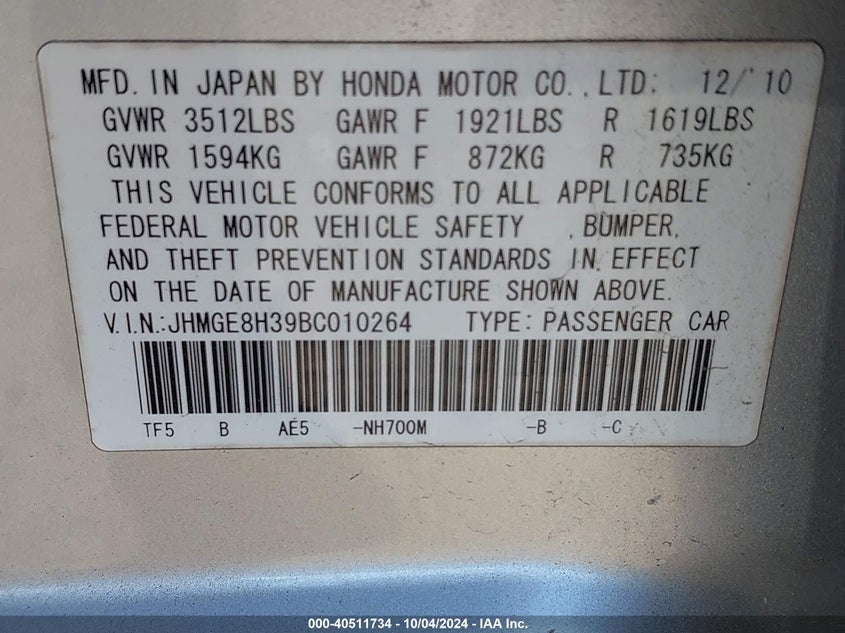 MFD. IN JAPAN BY HONDA MOTOR CO., LTD. 12/'10
GVWR 3512LBS GAWR F 1921LBS R 1619LBS
GVWR 1594KG GAWR F 872KG R 735KG
THIS VEHICLE CONFORMS TO ALL APPLICABLE
FEDERAL MOTOR VEHICLE SAFETY , BUMPER,
AND THEFT PREVENTION STANDARDS IN EFFECT
ON THE DATE OF MANUFACTURE SHOWN ABOVE.
V.I.N.:JHMGE8H39BC010264 TYPE: PASSENGER CAR
TF5 B AE5 -NH700M -B -C
000-40511734 - 10/04/2024 - IAA Inc.